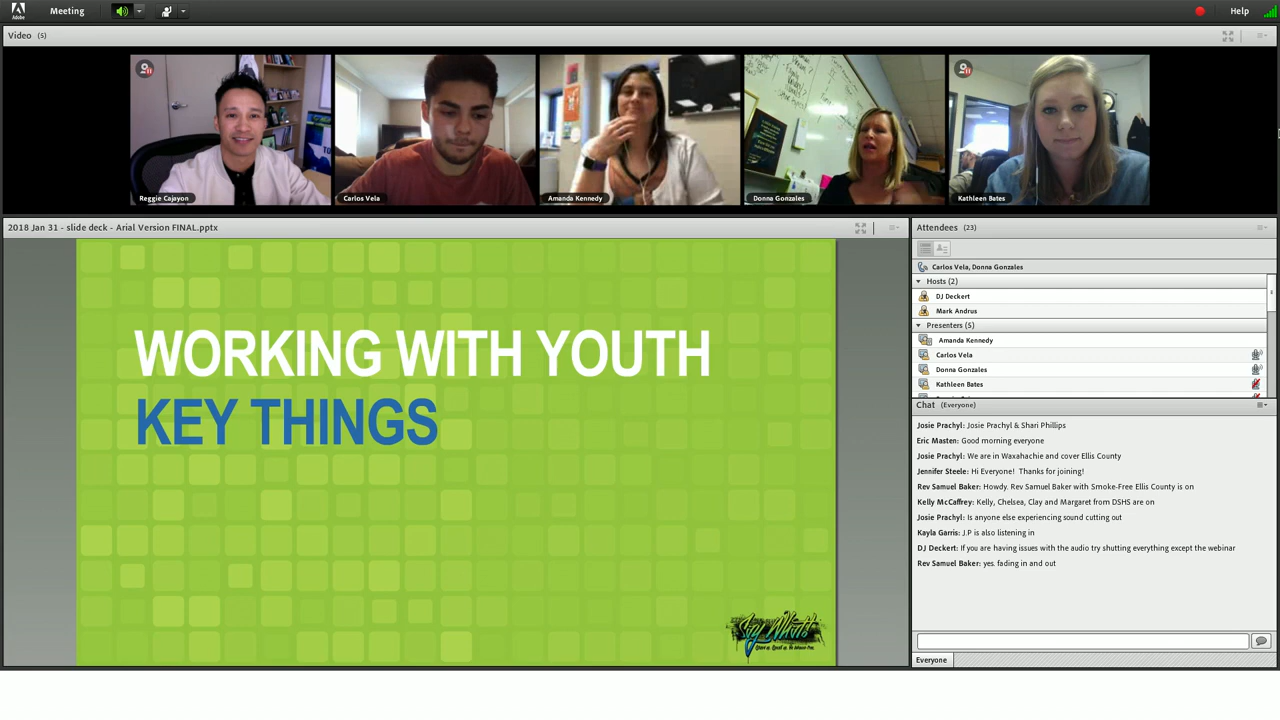 Adobe
Meeting
Help
Video (5)
Reggie Cajayon
Carlos Vela
Amanda Kennedy
Donna Gonzales
Kathleen Bates
2018 Jan 31 - slide deck - Arial Version FINAL.pptx
WORKING WITH YOUTH
KEY THINGS
Say What!
Attendees (23)
Carlos Vela, Donna Gonzales
Hosts (2)
DJ Deckert
Mark Andrus
Presenters (5)
Amanda Kennedy
Carlos Vela
Donna Gonzales
Kathleen Bates
Chat (Everyone)
Josie Prachyl: Josie Prachyl & Shari Phillips
Eric Masten: Good morning everyone
Josie Prachyl: We are in Waxahachie and cover Ellis County
Jennifer Steele: Hi Everyone! Thanks for joining!
Rev Samuel Baker: Howdy. Rev Samuel Baker with Smoke-Free Ellis County is on
Kelly McCaffrey: Kelly, Chelsea, Clay and Margaret from DSHS are on
Josie Prachyl: Is anyone else experiencing sound cutting out
Kayla Garris: J.P is also listening in
DJ Deckert: If you are having issues with the audio try shutting everything except the webinar
Rev Samuel Baker: yes. fading in and out
Everyone